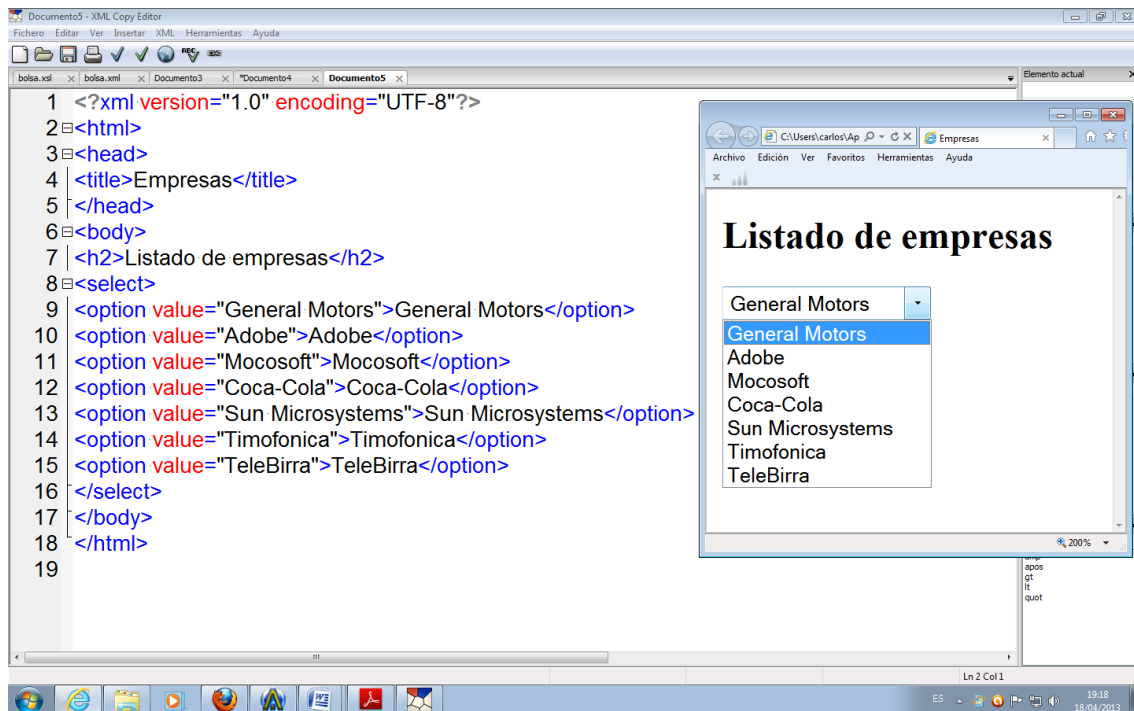 Documento5 - XML Copy Editor
Fichero Editar Ver Insertar XML Herramientas Ayuda
ABC
bolsa.xsl bolsa.xml Documento3 *Documento4 Documento5
Elemento actual
1 <?xml version="1.0" encoding="UTF-8"?>
2 <html>
3 <head>
4 <title>Empresas</title>
5 </head>
6 <body>
7 <h2>Listado de empresas</h2>
8 <select>
9 <option value="General Motors">General Motors</option>
10 <option value="Adobe">Adobe</option>
11 <option value="Mocosoft">Mocosoft</option>
12 <option value="Coca-Cola">Coca-Cola</option>
13 <option value="Sun Microsystems">Sun Microsystems</option>
14 <option value="Timofonica">Timofonica</option>
15 <option value="TeleBirra">TeleBirra</option>
16 </select>
17 </body>
18 </html>
19
C:\Users\carlos\Ap
Empresas
Archivo Edición Ver Favoritos Herramientas Ayuda
x
Listado de empresas
General Motors
General Motors
Adobe
Mocosoft
Coca-Cola
Sun Microsystems
Timofonica
TeleBirra
200%
apos
gt
lt
quot
Ln 2 Col 1
ES
19:18
18/04/2013